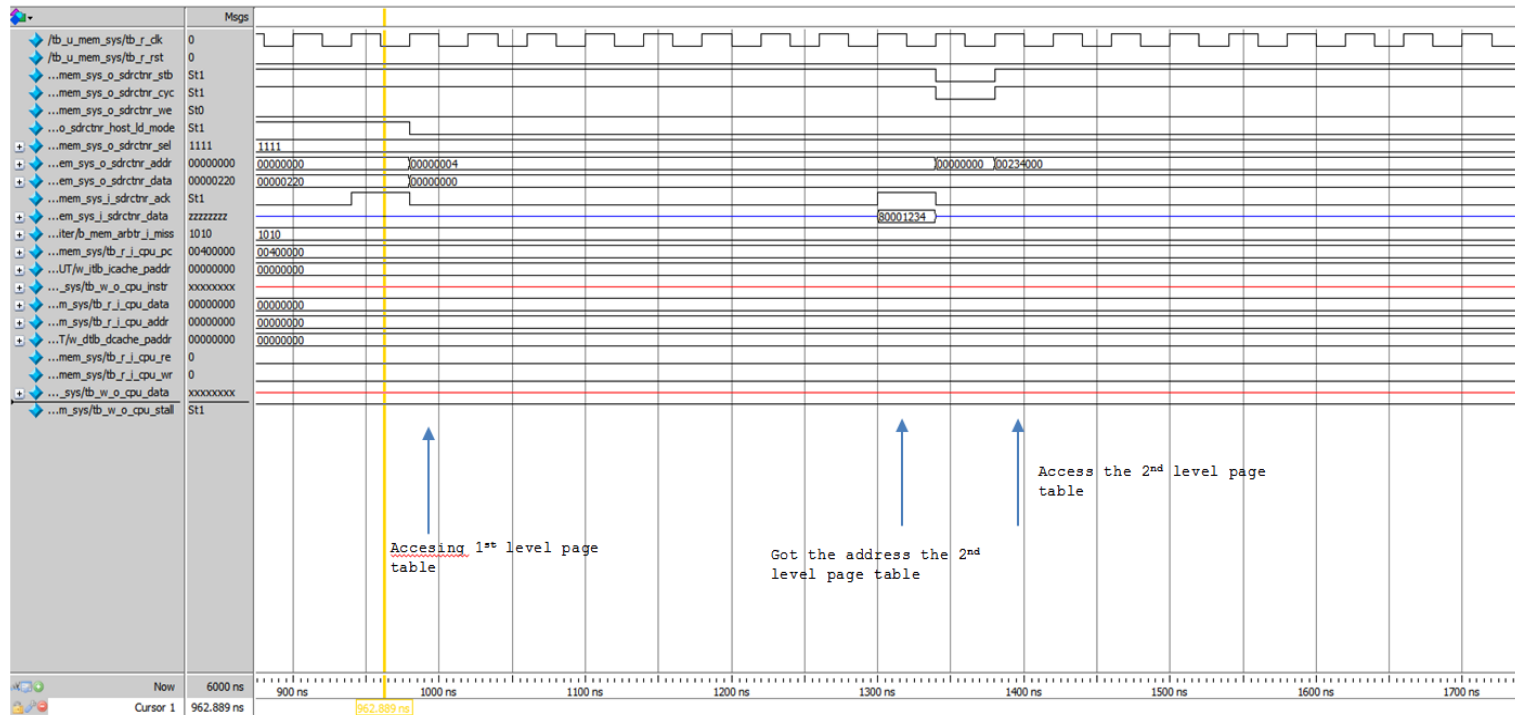 Msgs
/tb_u_mem_sys/tb_r_clk 0
/tb_u_mem_sys/tb_r_rst 0
...mem_sys_o_sdrctnr_stb St1
...mem_sys_o_sdrctnr_cyc St1
...mem_sys_o_sdrctnr_we St0
...o_sdrctnr_host_ld_mode St1
...mem_sys_o_sdrctnr_sel 1111 1111
...em_sys_o_sdrctnr_addr 00000000 00000000 00000004 00000000 00234000
...em_sys_o_sdrctnr_data 00000220 00000220 00000000
...mem_sys_i_sdrctnr_ack St1
...em_sys_i_sdrctnr_data zzzzzzzz 80001234
...iter/b_mem_arbtr_i_miss 1010 1010
...mem_sys/tb_r_i_cpu_pc 00400000 00400000
...UT/w_itlb_icache_paddr 00000000 00000000
..._sys/tb_w_o_cpu_instr xxxxxxxx
...m_sys/tb_r_i_cpu_data 00000000 00000000
...m_sys/tb_r_i_cpu_addr 00000000 00000000
...T/w_dtlb_dcache_paddr 00000000 00000000
...mem_sys/tb_r_i_cpu_re 0
...mem_sys/tb_r_i_cpu_wr 0
..._sys/tb_w_o_cpu_data xxxxxxxx
...m_sys/tb_w_o_cpu_stall St1
Access the 2nd level page
table
Accesing 1st level page
table
Got the address the 2nd
level page table
Now 6000 ns
900 ns 1000 ns 1100 ns 1200 ns 1300 ns 1400 ns 1500 ns 1600 ns 1700 ns
Cursor 1 962.889 ns 962.889 ns